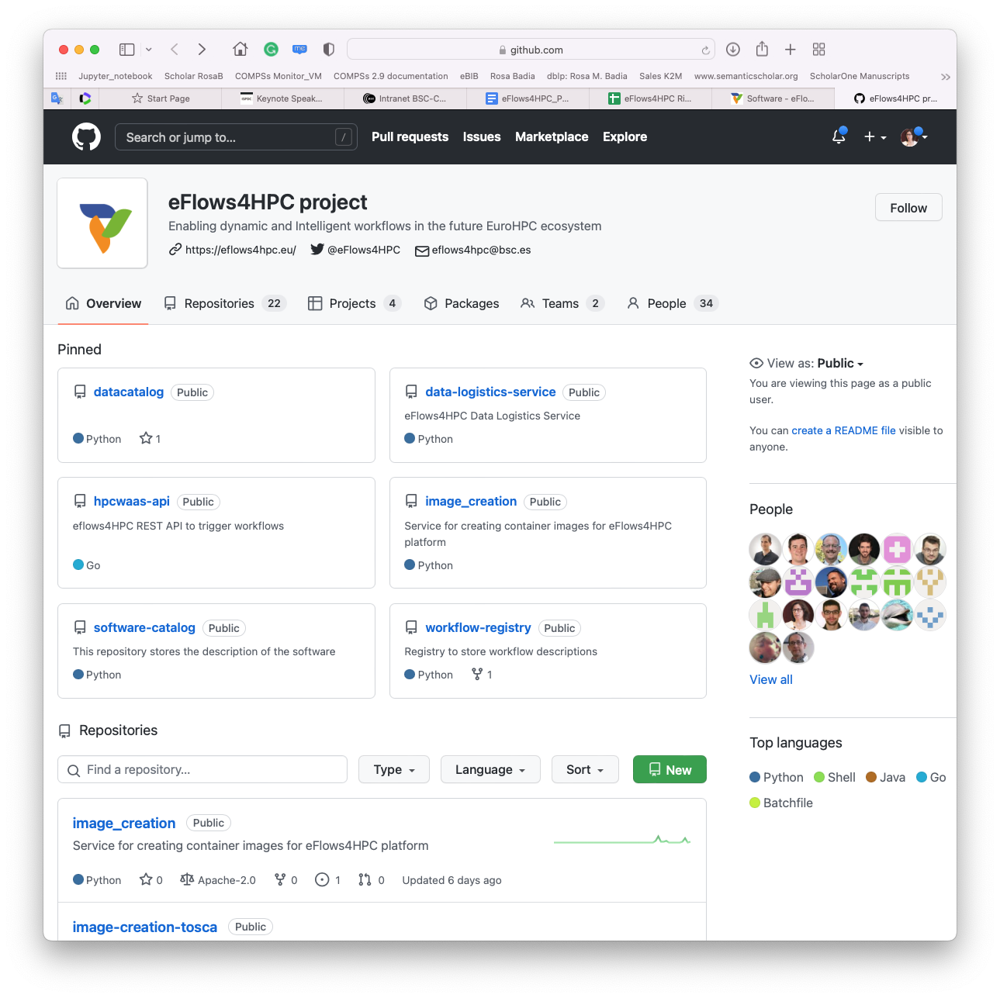 github.com
Jupyter_notebook Scholar RosaB COMPSs Monitor_VM COMPSs 2.9 documentation eBIB Rosa Badia dblp: Rosa M. Badia Sales K2M www.semanticscholar.org ScholarOne Manuscripts
Start Page Keynote Speak... Intranet BSC-C... eFlows4HPC_P... eFlows4HPC Ri... Software - eFlo... eFlows4HPC pr...
Search or jump to... / Pull requests Issues Marketplace Explore
eFlows4HPC project
Follow
Enabling dynamic and Intelligent workflows in the future EuroHPC ecosystem
https://eflows4hpc.eu/ @eFlows4HPC eflows4hpc@bsc.es
Overview Repositories 22 Projects 4 Packages Teams 2 People 34
Pinned
datacatalog Public
Python 1
data-logistics-service Public
eFlows4HPC Data Logistics Service
Python
hpcwaas-api Public
eflows4HPC REST API to trigger workflows
Go
image_creation Public
Service for creating container images for eFlows4HPC
platform
Python
software-catalog Public
This repository stores the description of the software
Python
workflow-registry Public
Registry to store workflow descriptions
Python 1
View as: Public
You are viewing this page as a public
user.
You can create a README file visible to
anyone.
People
View all
Top languages
Python Shell Java Go
Batchfile
Repositories
Find a repository... Type Language Sort New
image_creation Public
Service for creating container images for eFlows4HPC platform
Python 0 Apache-2.0 0 1 0 Updated 6 days ago
image-creation-tosca Public